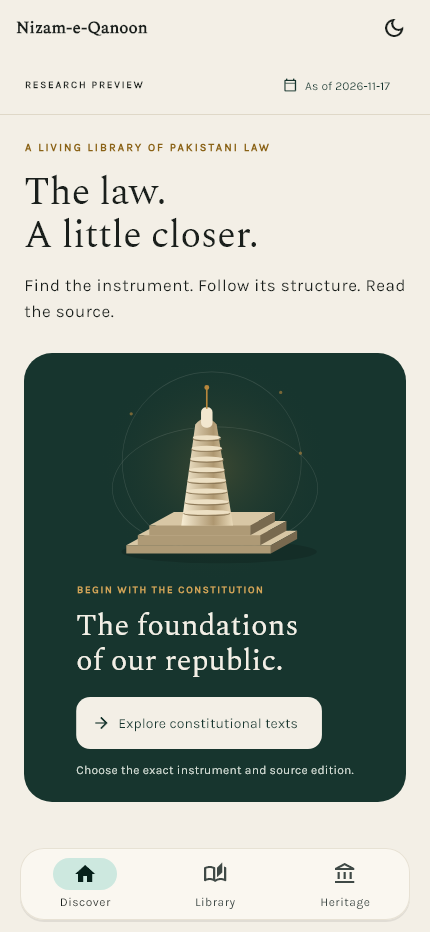 Nizam-e-Qanoon
RESEARCH PREVIEW
As of 2026-11-17
A LIVING LIBRARY OF PAKISTANI LAW
The law.
A little closer.
Find the instrument. Follow its structure. Read
the source.
BEGIN WITH THE CONSTITUTION
The foundations
of our republic.
Explore constitutional texts
Choose the exact instrument and source edition.
Discover
Library
Heritage